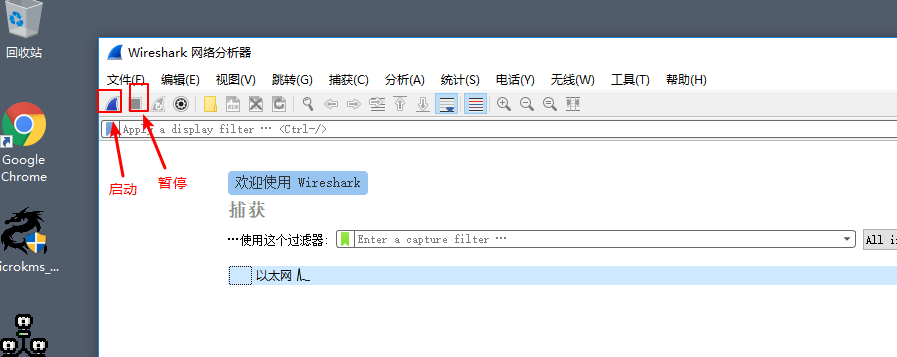 回收站
Google
Chrome
icrokms_...
Wireshark 网络分析器
文件(F) 编辑(E) 视图(V) 跳转(G) 捕获(C) 分析(A) 统计(S) 电话(Y) 无线(W) 工具(T) 帮助(H)
Apply a display filter … <Ctrl-/>
启动
暂停
欢迎使用 Wireshark
捕获
…使用这个过滤器:
Enter a capture filter …
All in
以太网